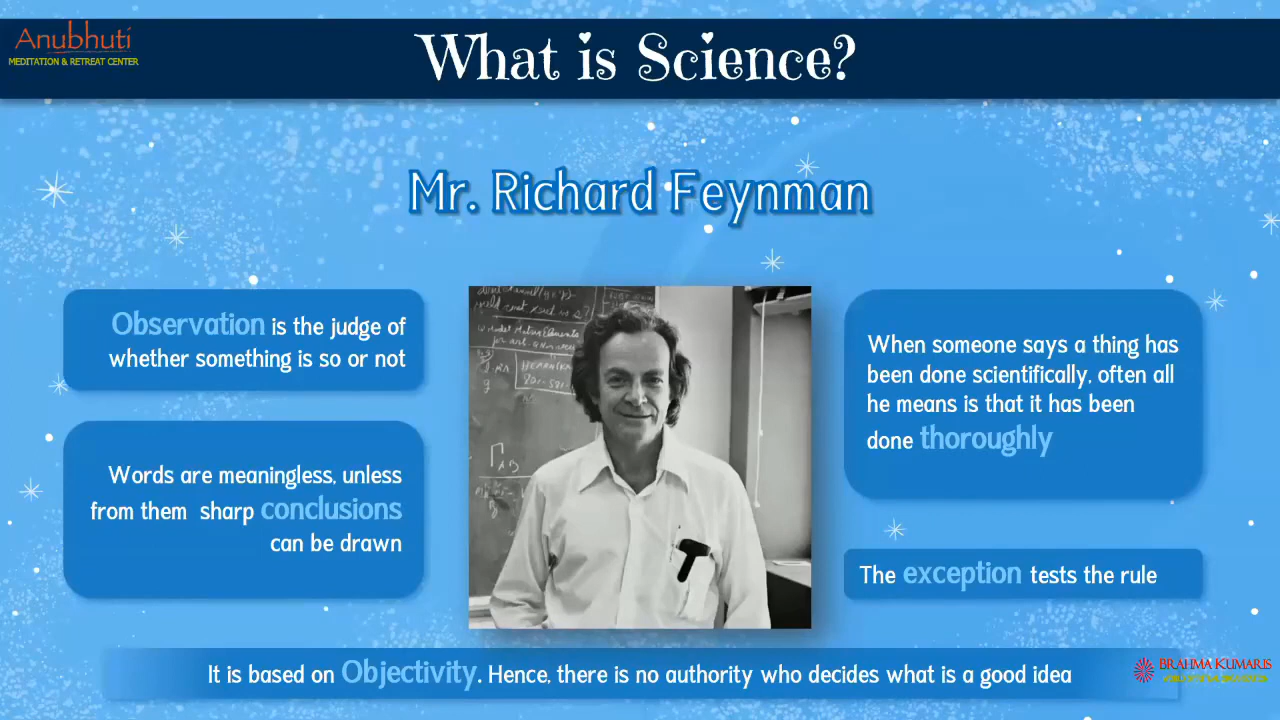 Anubhuti
MEDITATION & RETREAT CENTER
What is Science?
Mr. Richard Feynman
Observation is the judge of
whether something is so or not
Words are meaningless, unless
from them sharp conclusions
can be drawn
When someone says a thing has
been done scientifically, often all
he means is that it has been
done thoroughly
The exception tests the rule
It is based on Objectivity. Hence, there is no authority who decides what is a good idea
BRAHMA KUMARIS